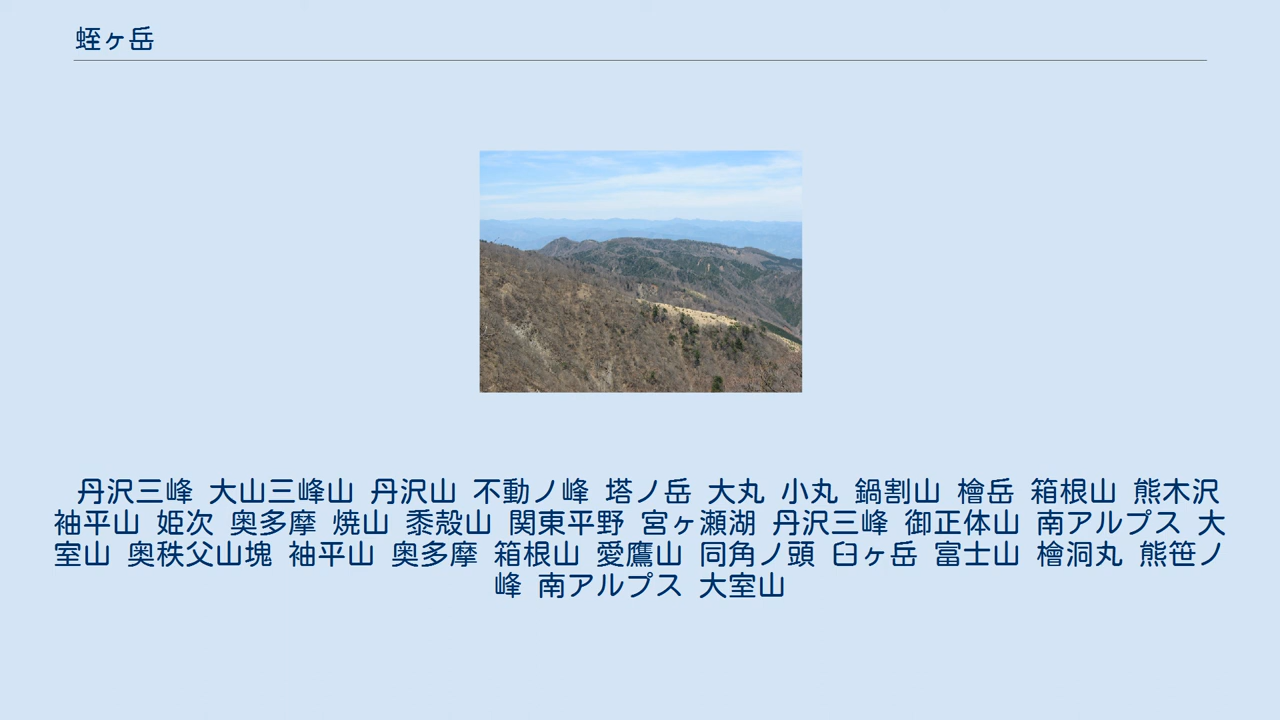 蛭ヶ岳
丹沢三峰 大山三峰山 丹沢山 不動ノ峰 塔ノ岳 大丸 小丸 鍋割山 檜岳 箱根山 熊木沢
袖平山 姫次 奥多摩 焼山 黍殻山 関東平野 宮ヶ瀬湖 丹沢三峰 御正体山 南アルプス 大
室山 奥秩父山塊 袖平山 奥多摩 箱根山 愛鷹山 同角ノ頭 臼ヶ岳 富士山 檜洞丸 熊笹ノ
峰 南アルプス 大室山